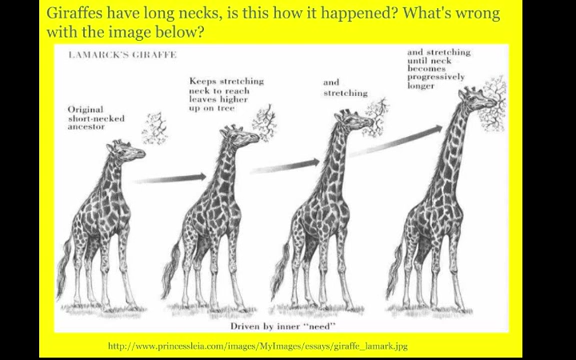 Giraffes have long necks, is this how it happened? What's wrong
with the image below?
LAMARCK'S GIRAFFE
Original
short-necked
ancestor
Keeps stretching
neck to reach
leaves higher
up on tree
and
stretching
and stretching
until neck
becomes
progressively
longer
Driven by inner "need"
http://www.princessleia.com/images/MyImages/essays/giraffe_lamark.jpg